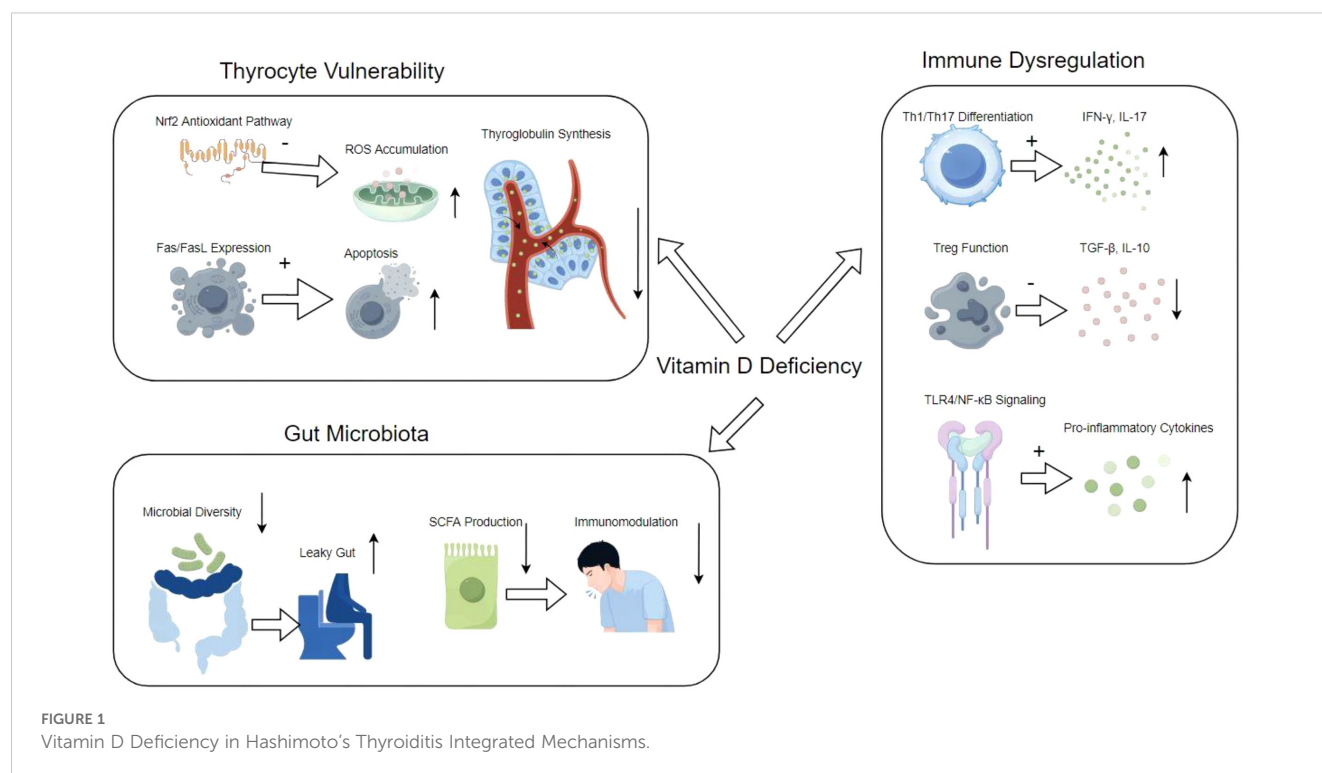 Thyrocyte Vulnerability
Nrf2 Antioxidant Pathway
-
ROS Accumulation
Thyroglobulin Synthesis
Fas/FasL Expression
+
Apoptosis
Immune Dysregulation
Th1/Th17 Differentiation
+
IFN-γ, IL-17
Treg Function
-
TGF-β, IL-10
TLR4/NF-κB Signaling
+
Pro-inflammatory Cytokines
Vitamin D Deficiency
Gut Microbiota
Microbial Diversity
Leaky Gut
SCFA Production
Immunomodulation
FIGURE 1
Vitamin D Deficiency in Hashimoto’s Thyroiditis Integrated Mechanisms.